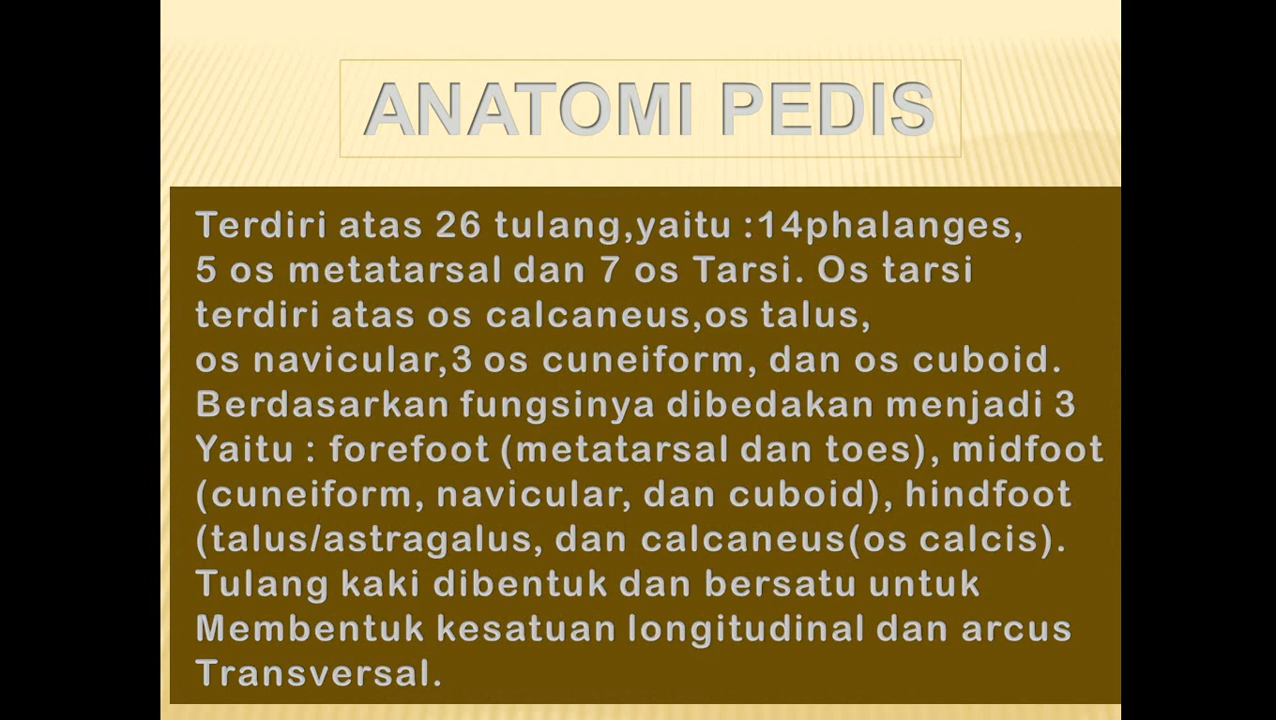 ANATOMI PEDIS
Terdiri atas 26 tulang,yaitu :14phalanges,
5 os metatarsal dan 7 os Tarsi. Os tarsi
terdiri atas os calcaneus,os talus,
os navicular,3 os cuneiform, dan os cuboid.
Berdasarkan fungsinya dibedakan menjadi 3
Yaitu : forefoot (metatarsal dan toes), midfoot
(cuneiform, navicular, dan cuboid), hindfoot
(talus/astragalus, dan calcaneus(os calcis).
Tulang kaki dibentuk dan bersatu untuk
Membentuk kesatuan longitudinal dan arcus
Transversal.